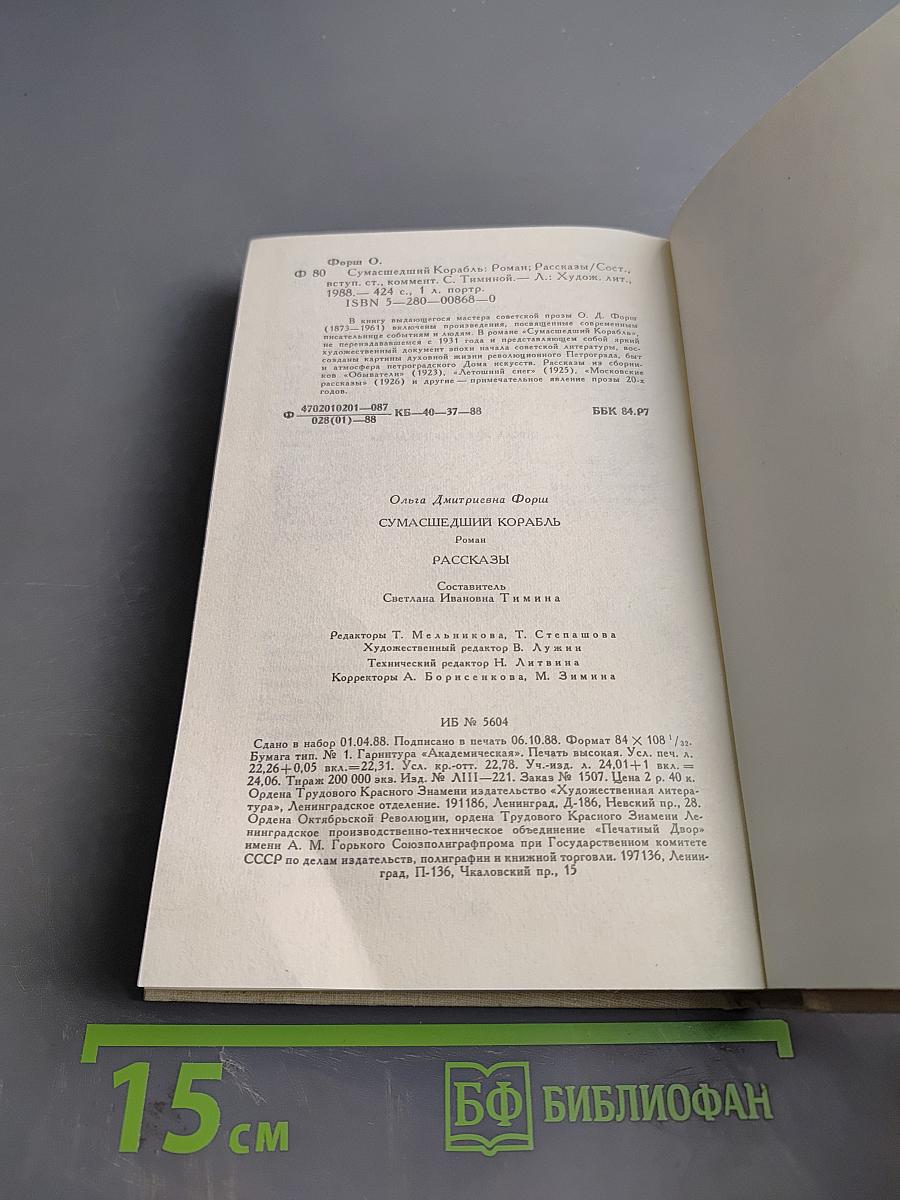 Форш О.
Ф 80 Сумасшедший Корабль: Роман; Рассказы/Сост.,
вступ. ст., коммент. С. Тиминой.— Л.: Худож. лит.,
1988.— 424 с., 1 л. портр.
ISBN 5—280—00868—0
В книгу выдающегося мастера советской прозы О. Д. Форш
(1873—1961) включены произведения, посвященные современным
писательнице событиям и людям. В романе «Сумасшедший Корабль»,
не переиздававшемся с 1931 года и представляющем собой яркий
художественный документ эпохи начала советской литературы, вос-
созданы картины духовной жизни революционного Петрограда, быт
и атмосфера петроградского Дома искусств. Рассказы из сборни-
ков «Обыватели» (1923), «Летошний снег» (1925), «Московские
рассказы» (1926) и другие — примечательное явление прозы 20-х
годов.
Ф 4702010201—087 / 028(01)—88 КБ—40—37—88 ББК 84.Р7
Ольга Дмитриевна Форш
СУМАСШЕДШИЙ КОРАБЛЬ
Роман
РАССКАЗЫ
Составитель
Светлана Ивановна Тимина
Редакторы Т. Мельникова, Т. Степашова
Художественный редактор В. Лужин
Технический редактор Н. Литвина
Корректоры А. Борисенкова, М. Зимина
ИБ № 5604
Сдано в набор 01.04.88. Подписано в печать 06.10.88. Формат 84 × 108 1/32.
Бумага тип. № 1. Гарнитура «Академическая». Печать высокая. Усл. печ. л.
22,26+0,05 вкл.=22,31. Усл. кр.-отт. 22,78. Уч.-изд. л. 24,01+1 вкл. =
24,06. Тираж 200 000 экз. Изд. № ЛIII—221. Заказ № 1507. Цена 2 р. 40 к.
Ордена Трудового Красного Знамени издательство «Художественная литера-
тура», Ленинградское отделение. 191186, Ленинград, Д-186, Невский пр., 28.
Ордена Октябрьской Революции, ордена Трудового Красного Знамени Ле-
нинградское производственно-техническое объединение «Печатный Двор»
имени А. М. Горького Союзполиграфпрома при Государственном комитете
СССР по делам издательств, полиграфии и книжной торговли. 197136, Ленин-
град, П-136, Чкаловский пр., 15
15 см
БФ БИБЛИОФАН